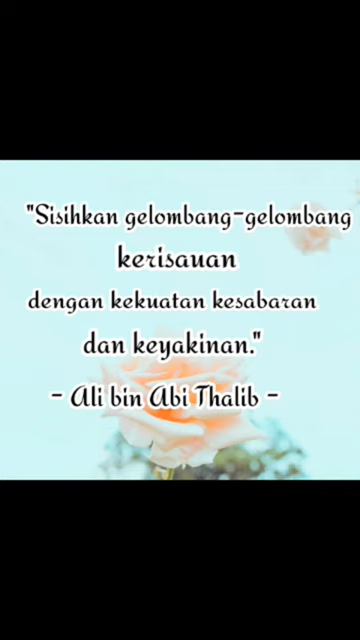 "Sisihkan gelombang-gelombang
kerisauan
dengan kekuatan kesabaran
dan keyakinan."
- Ali bin Abi Thalib -